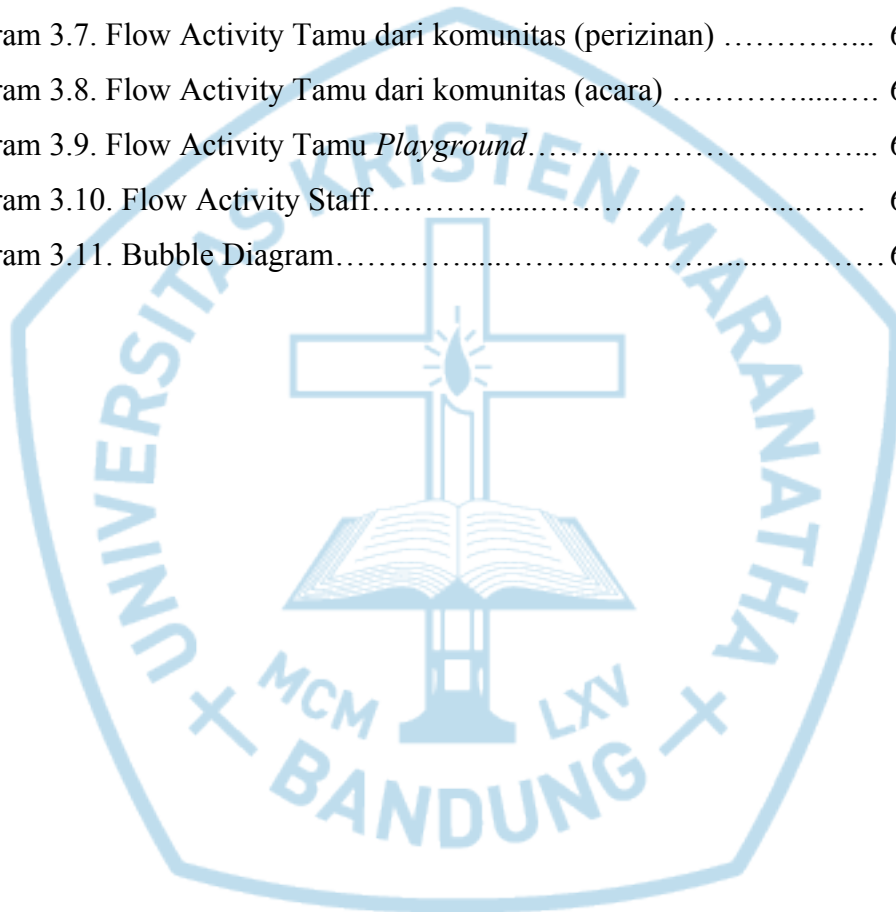 ram 3.7. Flow Activity Tamu dari komunitas (perizinan) …………... 6
ram 3.8. Flow Activity Tamu dari komunitas (acara) …………....…. 6
ram 3.9. Flow Activity Tamu Playground……....…………………... 6
ram 3.10. Flow Activity Staff………….....…………………....…… 6
ram 3.11. Bubble Diagram………….....…………………....………… 6
UNIVERSITAS KRISTEN MARANATHA
MCM LXV
BANDUNG